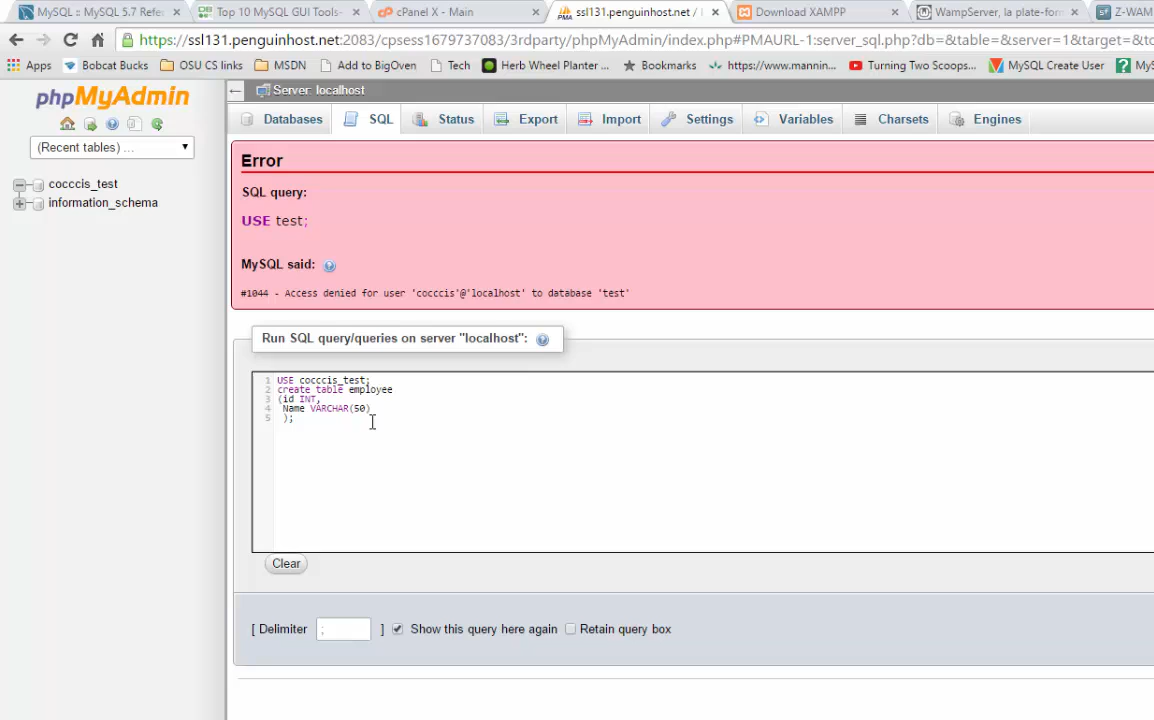 MySQL :: MySQL 5.7 Refe
Top 10 MySQL GUI Tools-
cPanel X - Main
ssl131.penguinhost.net /
Download XAMPP
WampServer, la plate-for
Z-WAM
https://ssl131.penguinhost.net:2083/cpsess1679737083/3rdparty/phpMyAdmin/index.php#PMAURL-1:server_sql.php?db=&table=&server=1&target=&to
Apps
Bobcat Bucks
OSU CS links
MSDN
Add to BigOven
Tech
Herb Wheel Planter ...
Bookmarks
https://www.mannin...
Turning Two Scoops...
MySQL Create User
MyS
phpMyAdmin
(Recent tables) ...
cocccis_test
information_schema
Server: localhost
Databases
SQL
Status
Export
Import
Settings
Variables
Charsets
Engines
Error
SQL query:
USE test;
MySQL said:
#1044 - Access denied for user 'cocccis'@'localhost' to database 'test'
Run SQL query/queries on server "localhost":
1 USE cocccis_test;
2 create table employee
3 (id INT,
4 Name VARCHAR(50)
5 );
Clear
[ Delimiter ; ] Show this query here again Retain query box